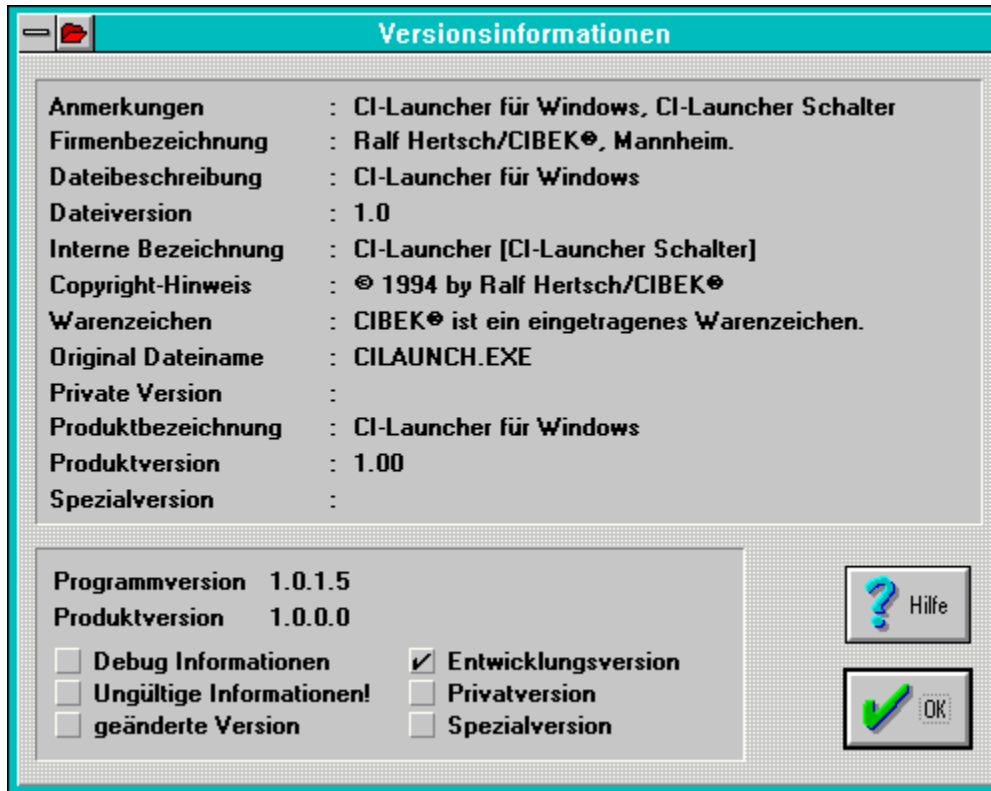 Versionsinformationen
Anmerkungen : CI-Launcher für Windows, CI-Launcher Schalter
Firmenbezeichnung : Ralf Hertsch/CIBEK®, Mannheim.
Dateibeschreibung : CI-Launcher für Windows
Dateiversion : 1.0
Interne Bezeichnung : CI-Launcher [CI-Launcher Schalter]
Copyright-Hinweis : © 1994 by Ralf Hertsch/CIBEK®
Warenzeichen : CIBEK® ist ein eingetragenes Warenzeichen.
Original Dateiname : CILAUNCH.EXE
Private Version :
Produktbezeichnung : CI-Launcher für Windows
Produktversion : 1.00
Spezialversion :
Programmversion 1.0.1.5
Produktversion 1.0.0.0
Debug Informationen Entwicklungsversion
Ungültige Informationen! Privatversion
geänderte Version Spezialversion
Hilfe
OK